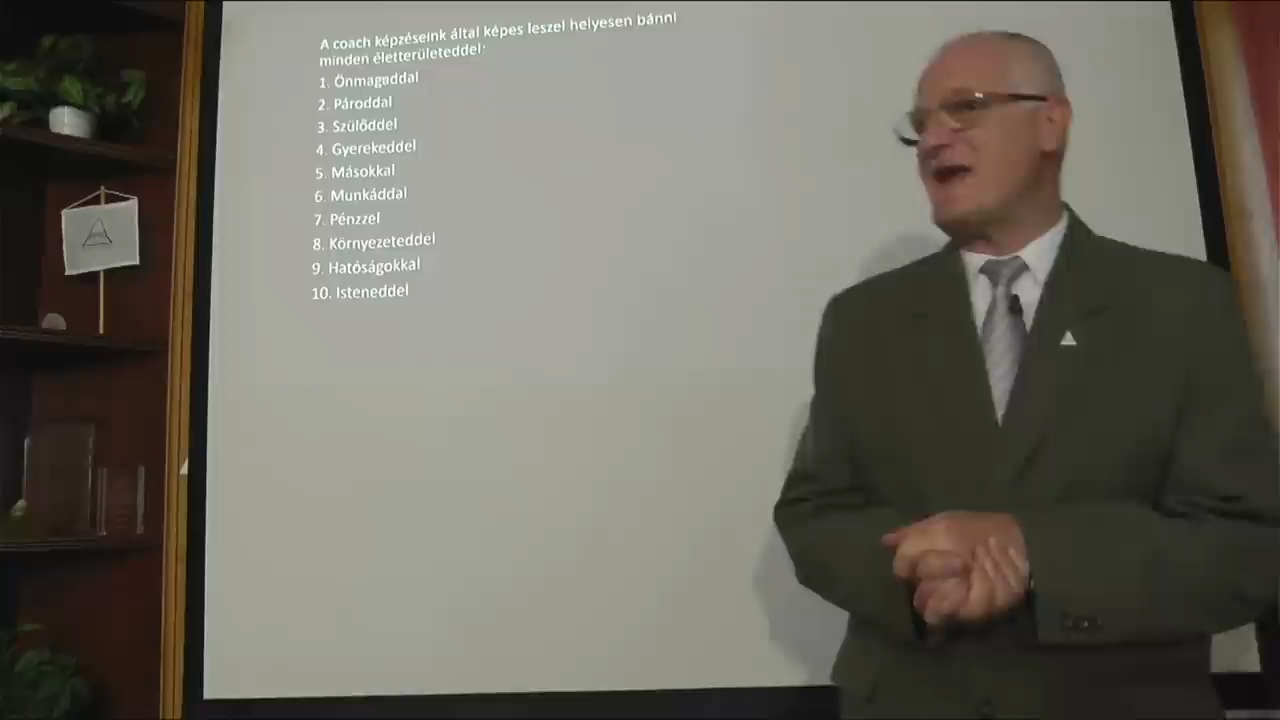 A coach képzéseink által képes leszel helyesen bánni
minden életterületeddel:
1. Önmagaddal
2. Pároddal
3. Szülőddel
4. Gyerekeddel
5. Másokkal
6. Munkáddal
7. Pénzzel
8. Környezeteddel
9. Hatóságokkal
10. Isteneddel